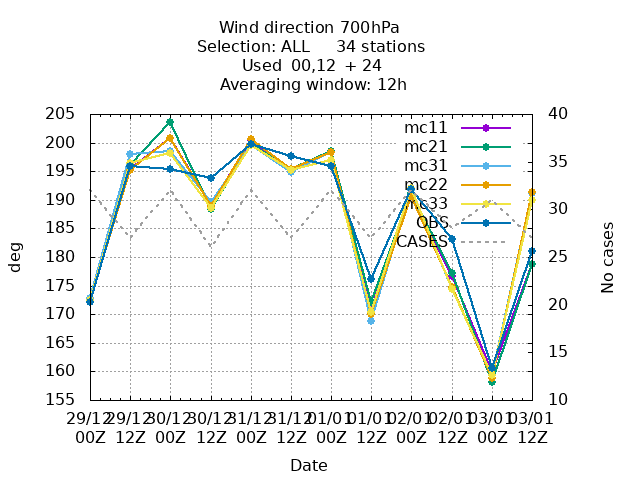 Wind direction 700hPa
Selection: ALL 34 stations
Used 00,12 + 24
Averaging window: 12h
205 40
200 35
195
190 30
185
180 25
175
170 20
165 15
160
155 10
deg
No cases
mc11
mc21
mc31
mc22
mc33
OBS
CASES
29/12 29/12 30/12 30/12 31/12 31/12 01/01 01/01 02/01 02/01 03/01 03/01
00Z 12Z 00Z 12Z 00Z 12Z 00Z 12Z 00Z 12Z 00Z 12Z
Date